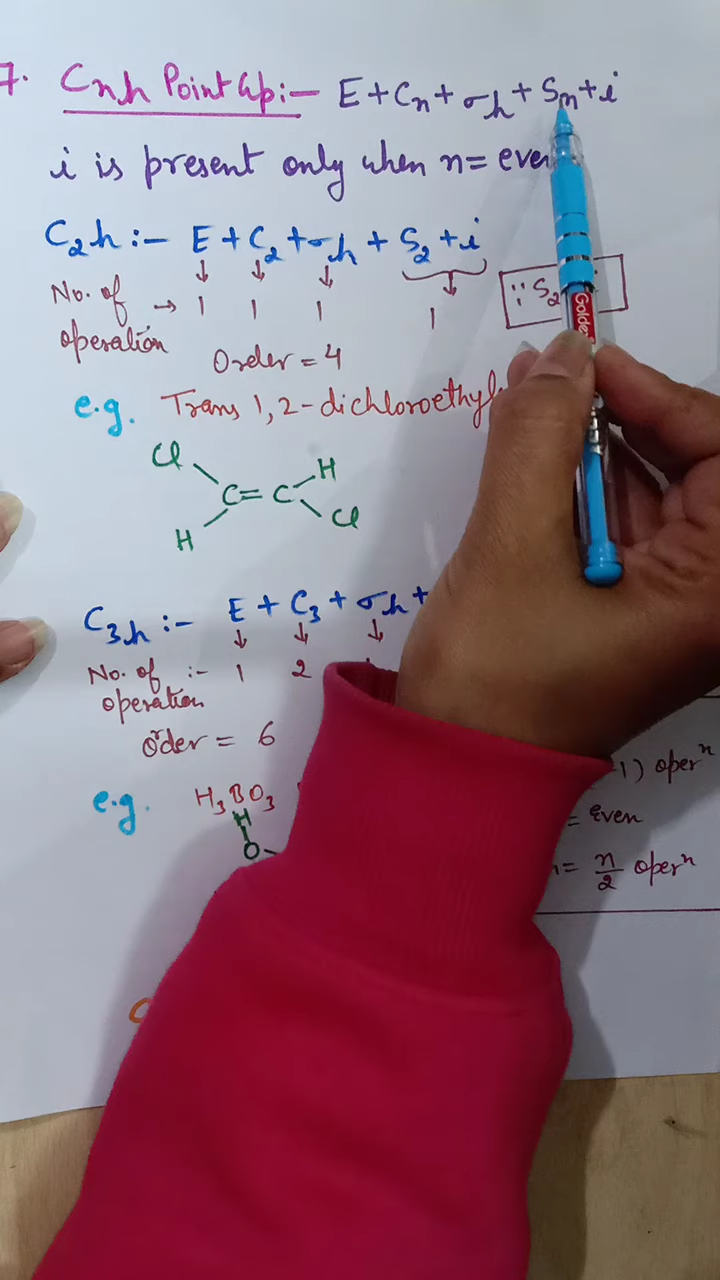 7. Cnh Point Gp:- E + Cn + σh + Sn + i
i is present only when n = even
C2h :- E + C2 + σh + S2 + i
No. of operation → 1 1 1 1
∵ S2
Order = 4
e.g. Trans 1, 2-dichloroethyl
Cl H
C = C
H Cl
C3h :- E + C3 + σh +
No. of operation :- 1 2
Order = 6
-1) operⁿ
= Even
e.g. H3BO3
= n/2 operⁿ
H
O
Golde